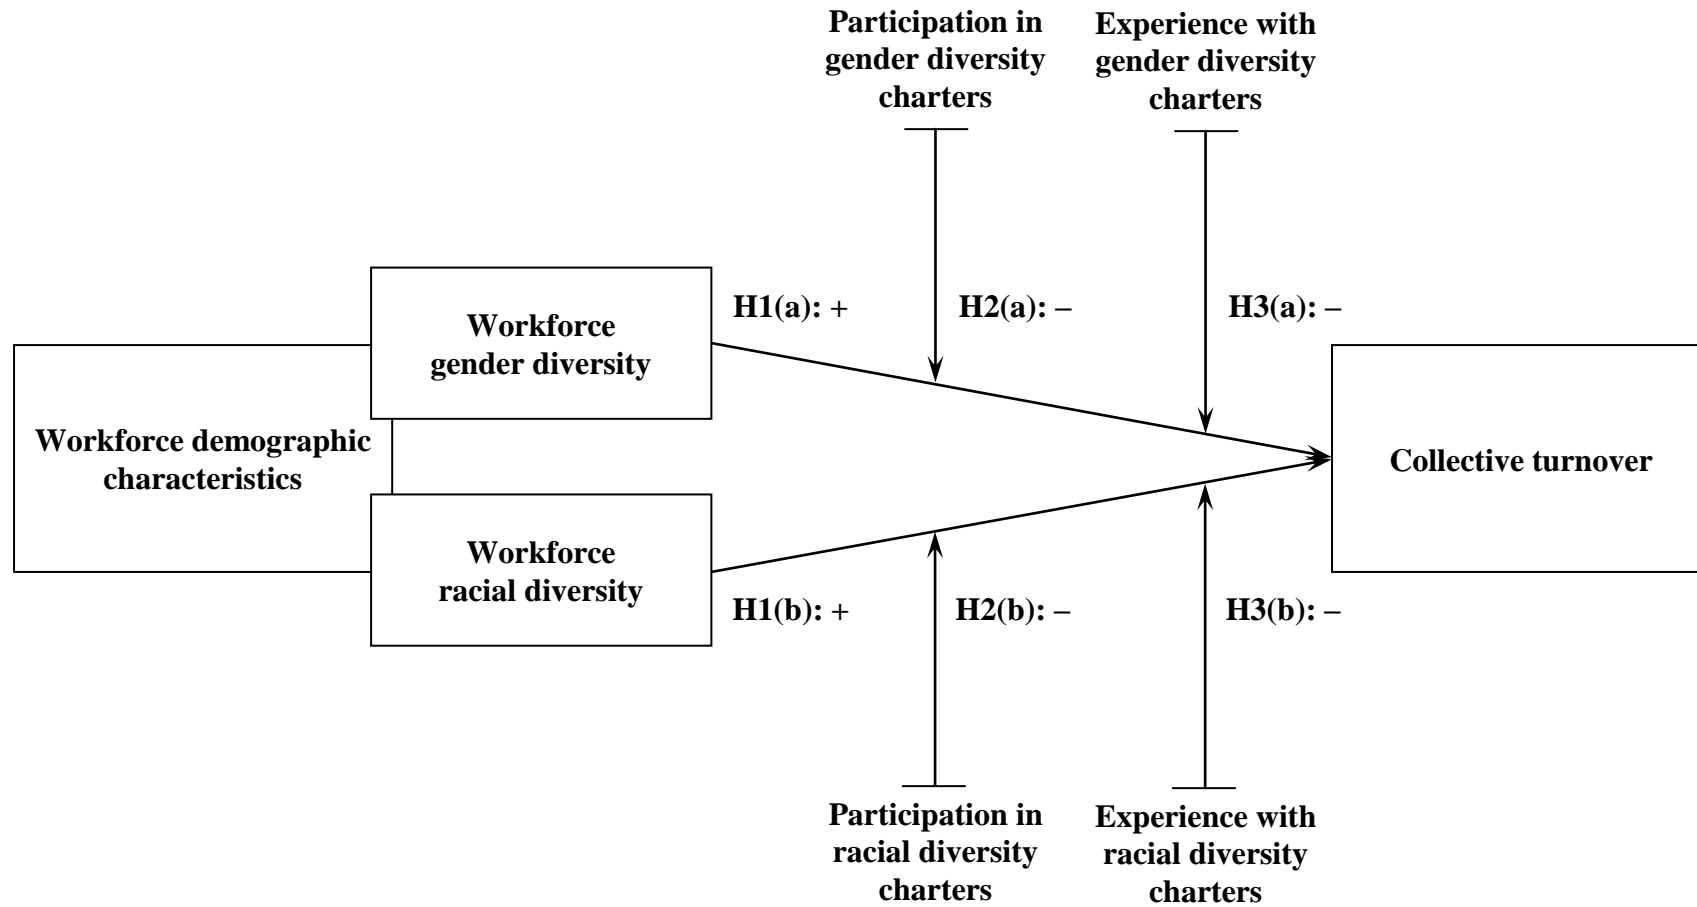 Participation in
gender diversity
charters
Experience with
gender diversity
charters
H1(a): +
H2(a): –
H3(a): –
Workforce
gender diversity
Workforce demographic
characteristics
Collective turnover
Workforce
racial diversity
H1(b): +
H2(b): –
H3(b): –
Participation in
racial diversity
charters
Experience with
racial diversity
charters